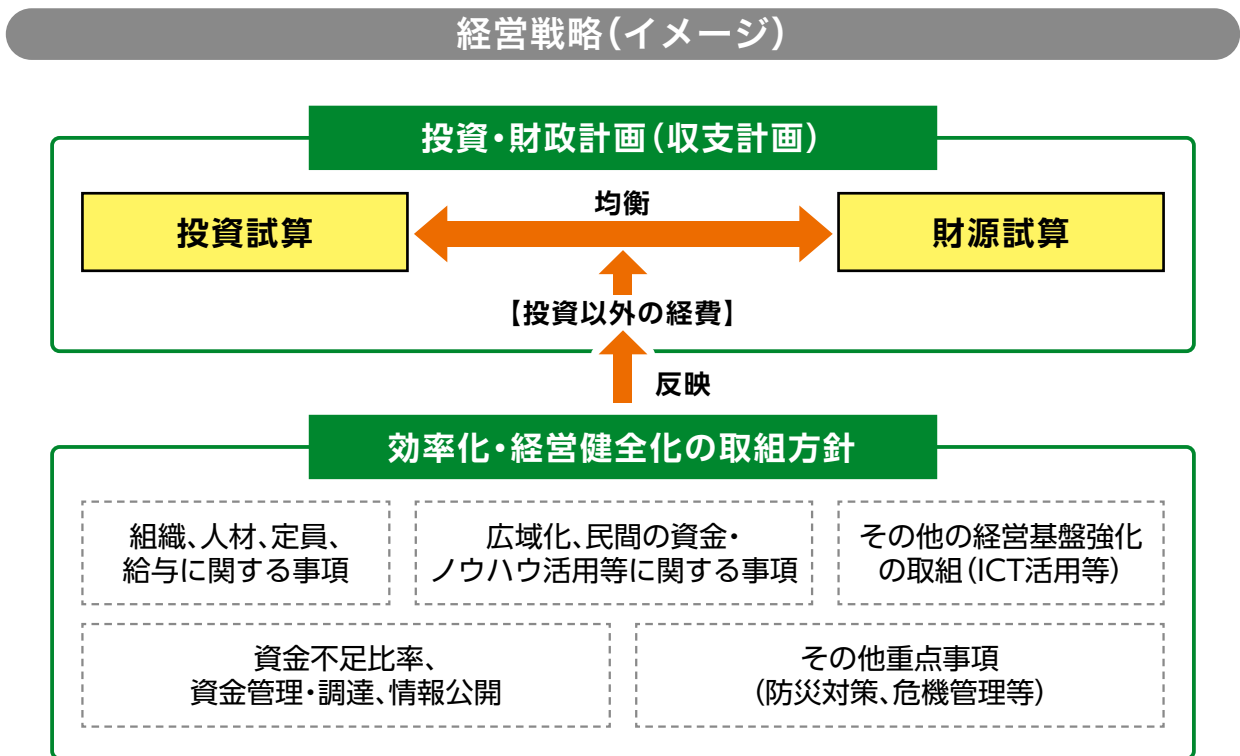 経営戦略(イメージ)
投資・財政計画(収支計画)
投資試算
均衡
財源試算
【投資以外の経費】
反映
効率化・経営健全化の取組方針
組織、人材、定員、
給与に関する事項
広域化、民間の資金・
ノウハウ活用等に関する事項
その他の経営基盤強化
の取組(ICT活用等)
資金不足比率、
資金管理・調達、情報公開
その他重点事項
(防災対策、危機管理等)